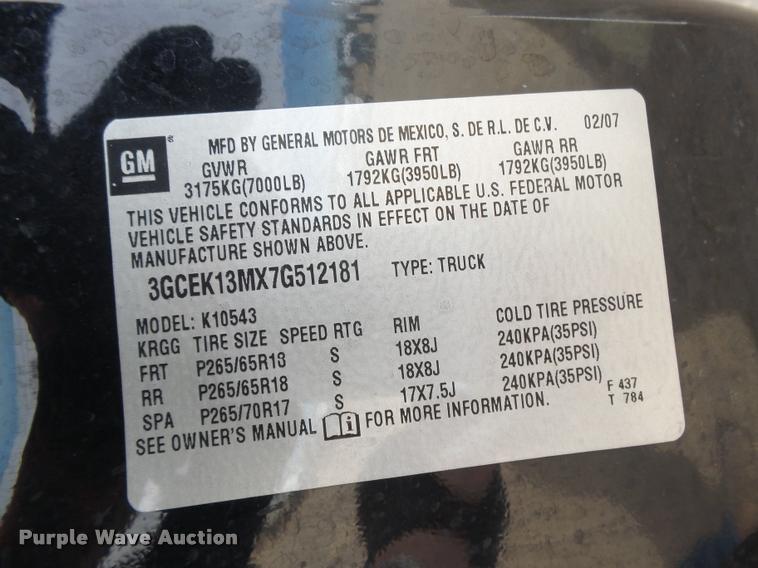 GM ® MFD BY GENERAL MOTORS DE MEXICO, S. DE R.L. DE C.V. 02/07
GVWR GAWR FRT GAWR RR
3175KG(7000LB) 1792KG(3950LB) 1792KG(3950LB)
THIS VEHICLE CONFORMS TO ALL APPLICABLE U.S. FEDERAL MOTOR
VEHICLE SAFETY STANDARDS IN EFFECT ON THE DATE OF
MANUFACTURE SHOWN ABOVE.
3GCEK13MX7G512181 TYPE: TRUCK
MODEL: K10543
KRGG TIRE SIZE SPEED RTG RIM COLD TIRE PRESSURE
FRT P265/65R18 S 18X8J 240KPA(35PSI)
RR P265/65R18 S 18X8J 240KPA(35PSI)
SPA P265/70R17 S 17X7.5J 240KPA(35PSI) F 437
SEE OWNER'S MANUAL i FOR MORE INFORMATION. T 784
Purple Wave Auction